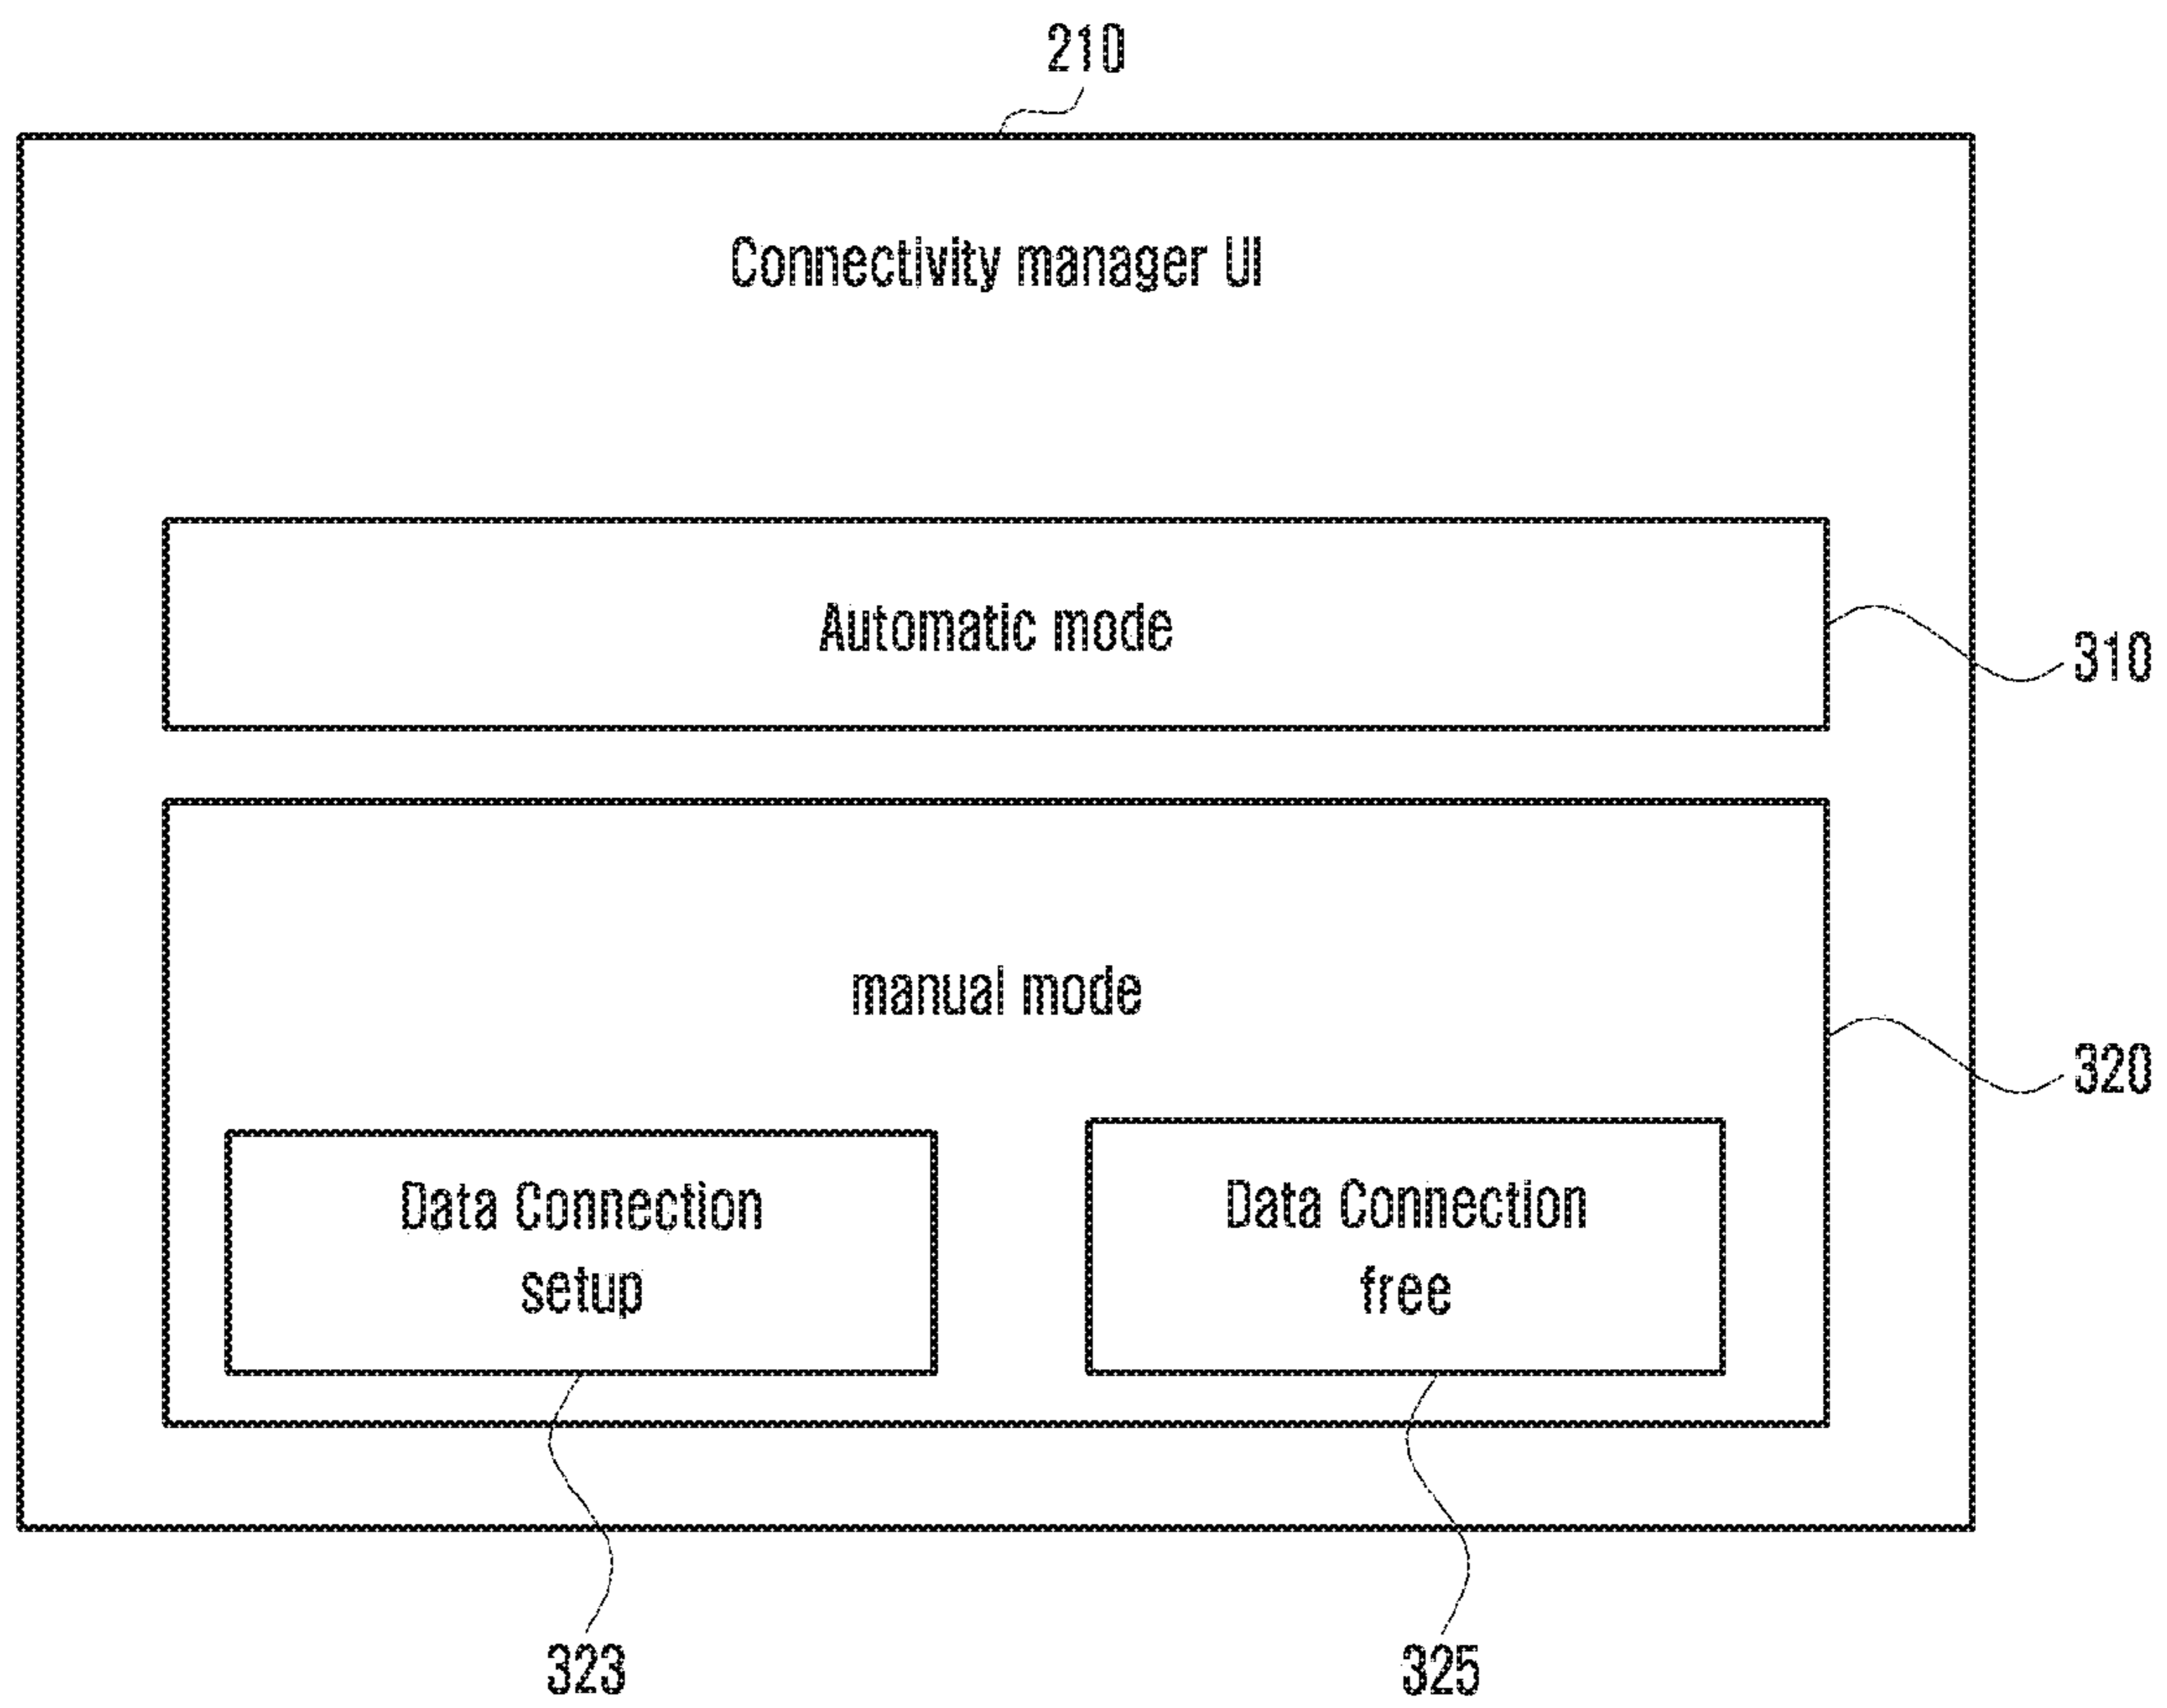 210
Connectivity manager UI
Automatic mode
310
manual mode
320
Data Connection
setup
Data Connection
free
323
325